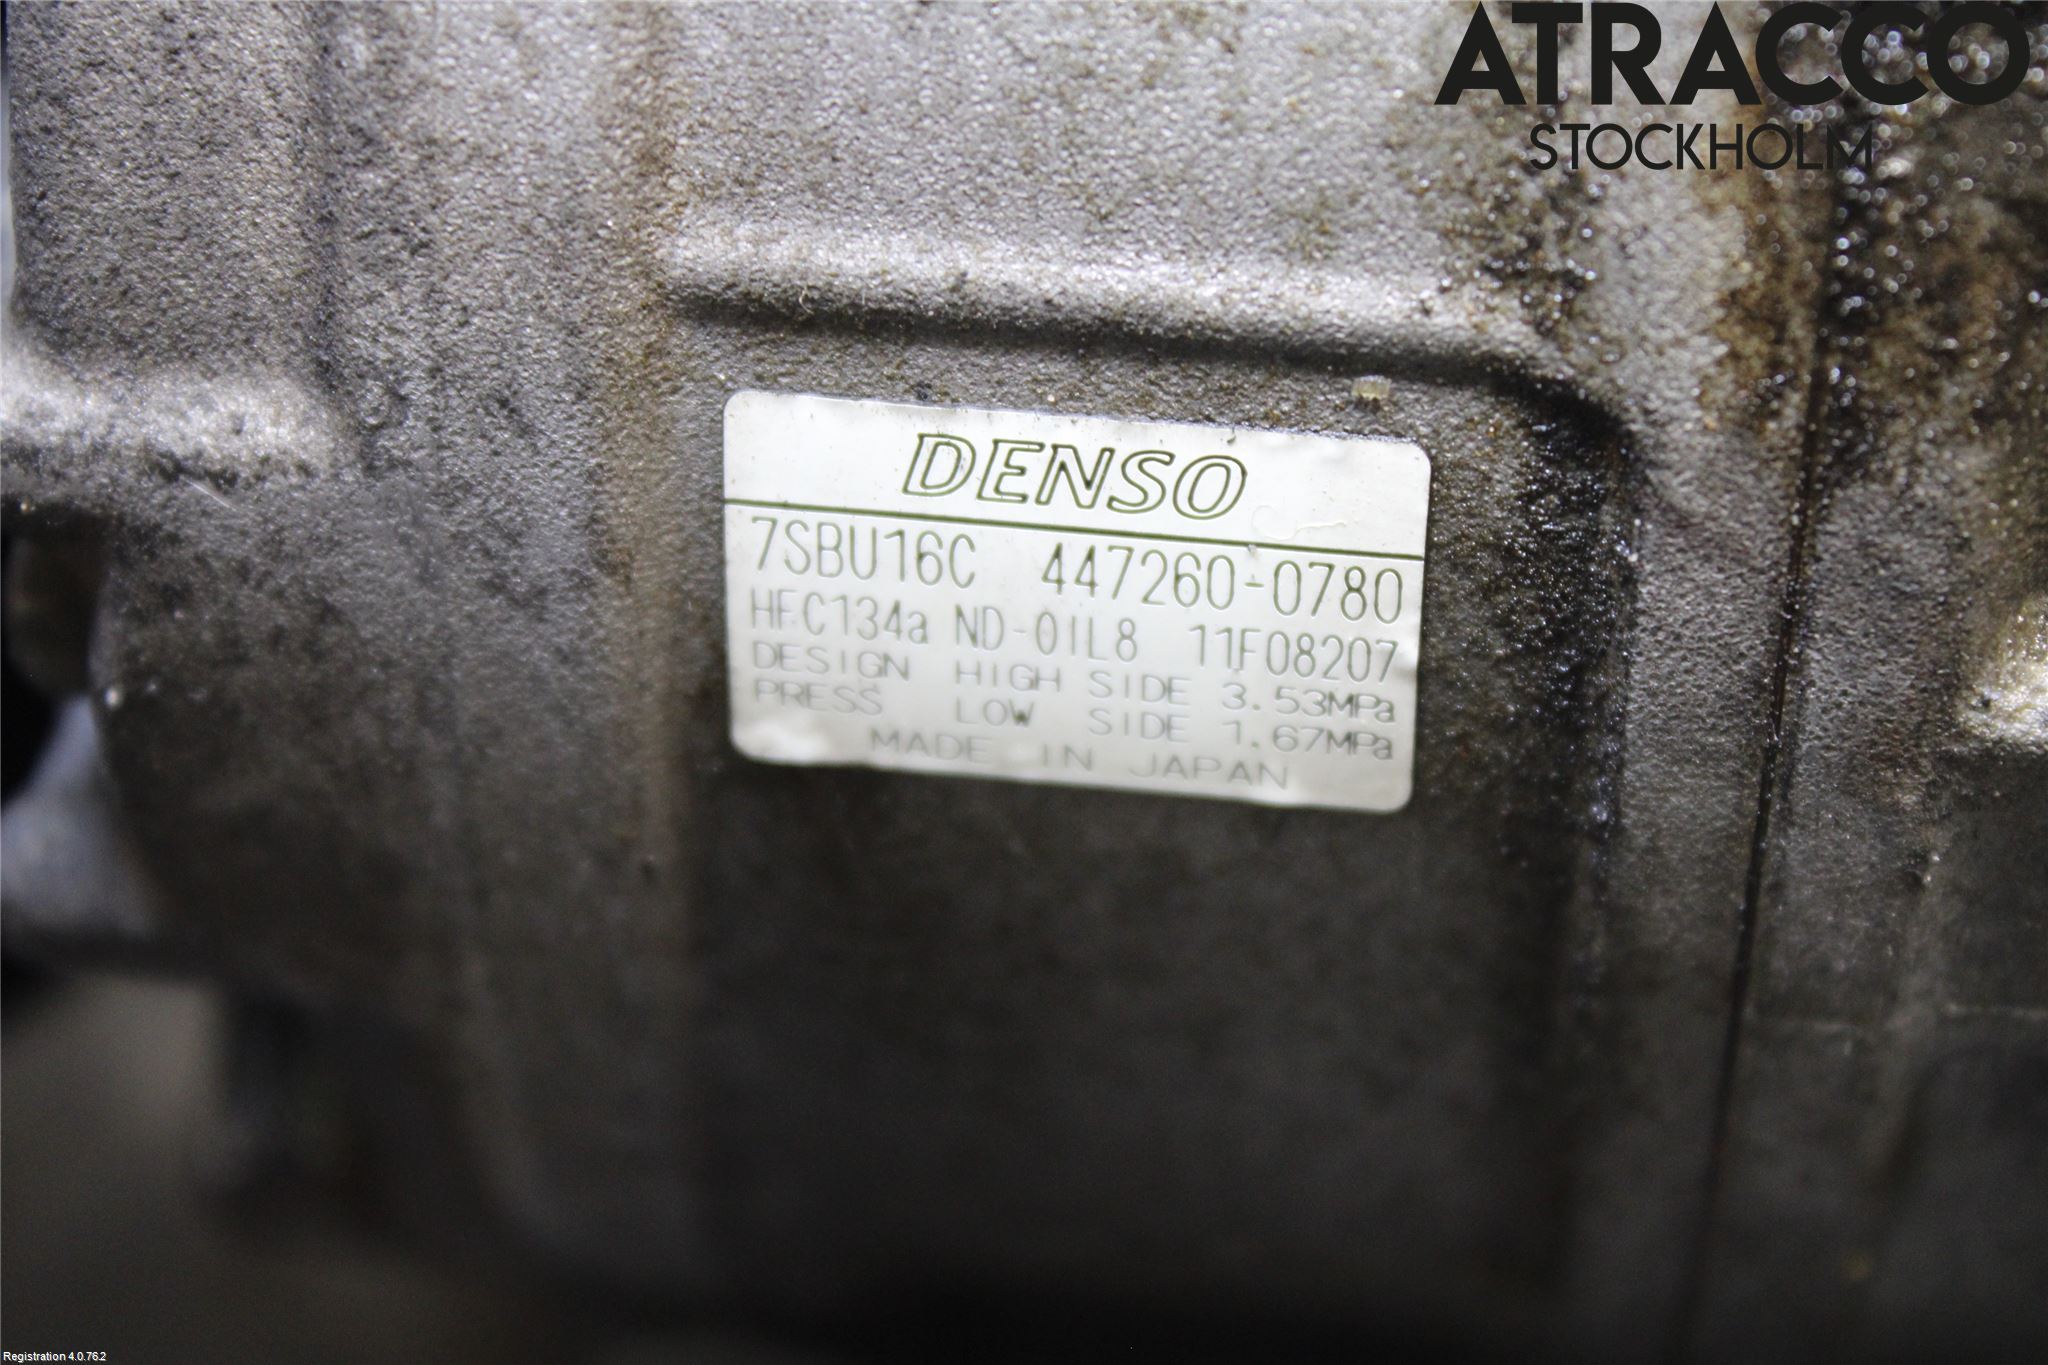 ATRACCO
STOCKHOLM
DENSO
7SBU16C 447260-0780
HFC134a ND-OIL8 11F08207
DESIGN HIGH SIDE 3.53MPa
PRESS LOW SIDE 1.67MPa
MADE IN JAPAN
Registration 4.0.76.2